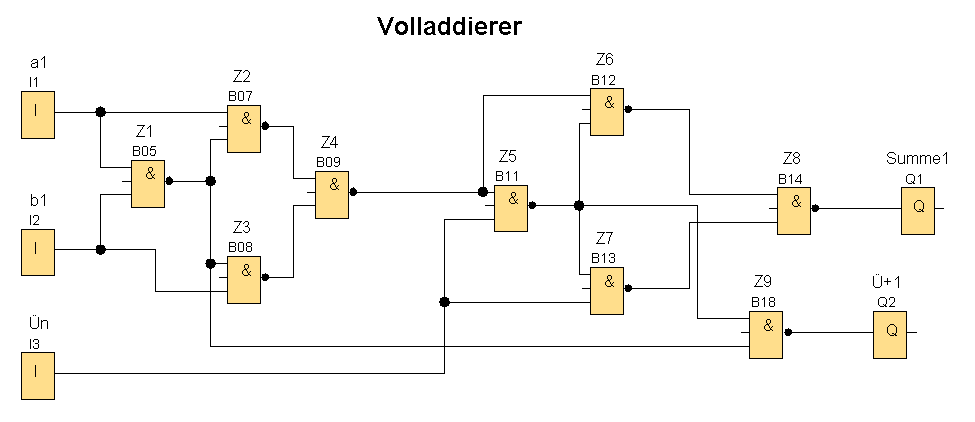 Volladdierer
a1
I1
I
Z1
B05
&
Z2
B07
&
Z3
B08
&
Z4
B09
&
b1
I2
I
Ün
I3
I
Z5
B11
&
Z6
B12
&
Z7
B13
&
Z8
B14
&
Summe1
Q1
Q
Z9
B18
&
Ü+1
Q2
Q